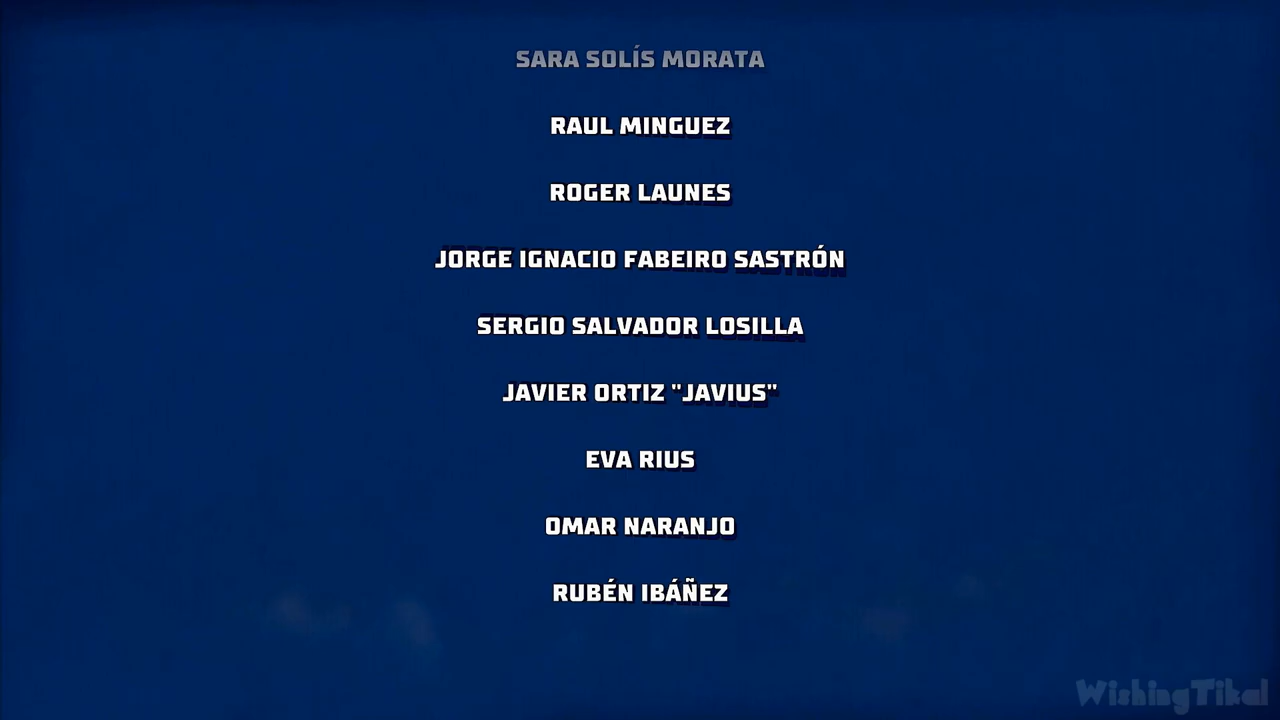 SARA SOLÍS MORATA
RAUL MINGUEZ
ROGER LAUNES
JORGE IGNACIO FABEIRO SASTRÓN
SERGIO SALVADOR LOSILLA
JAVIER ORTIZ "JAVIUS"
EVA RIUS
OMAR NARANJO
RUBÉN IBÁÑEZ
WishingTikal